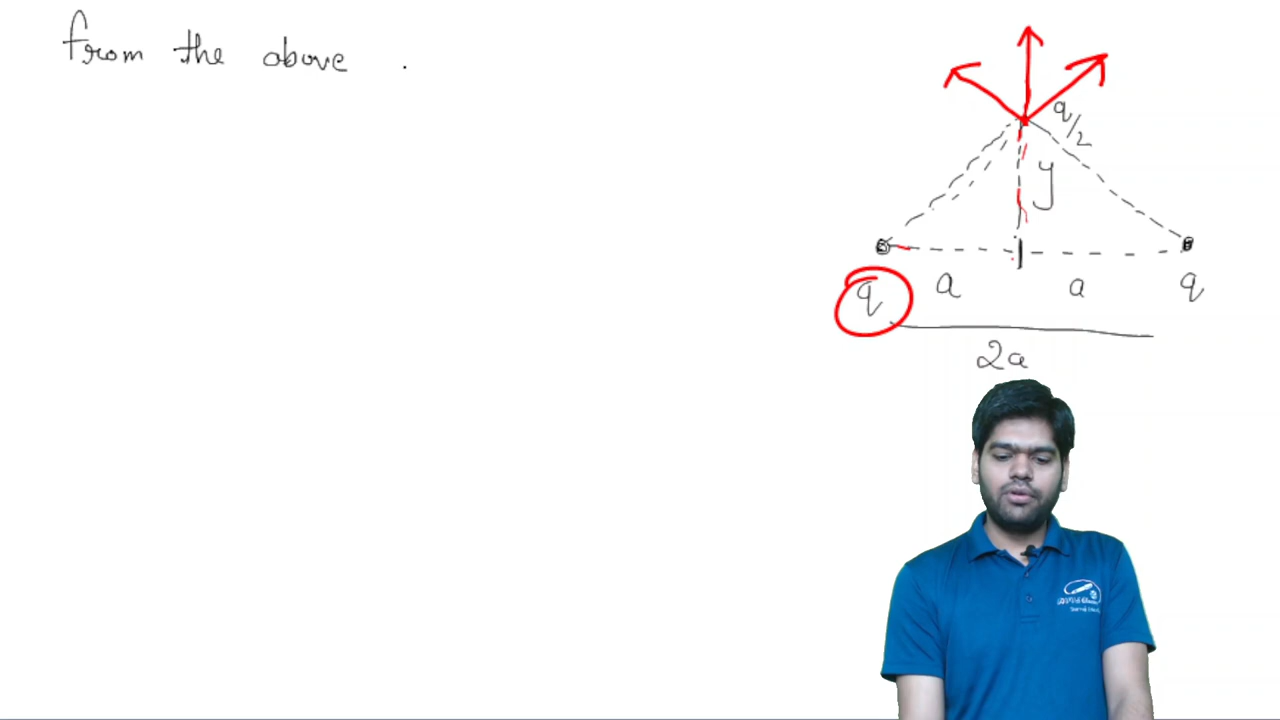 from the above .
q/2
y
a
a
q
q
2a